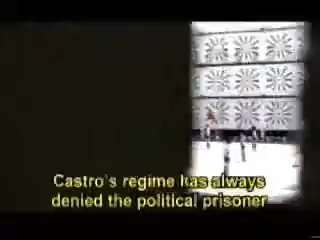 Castro's regime has always
denied the political prisoner